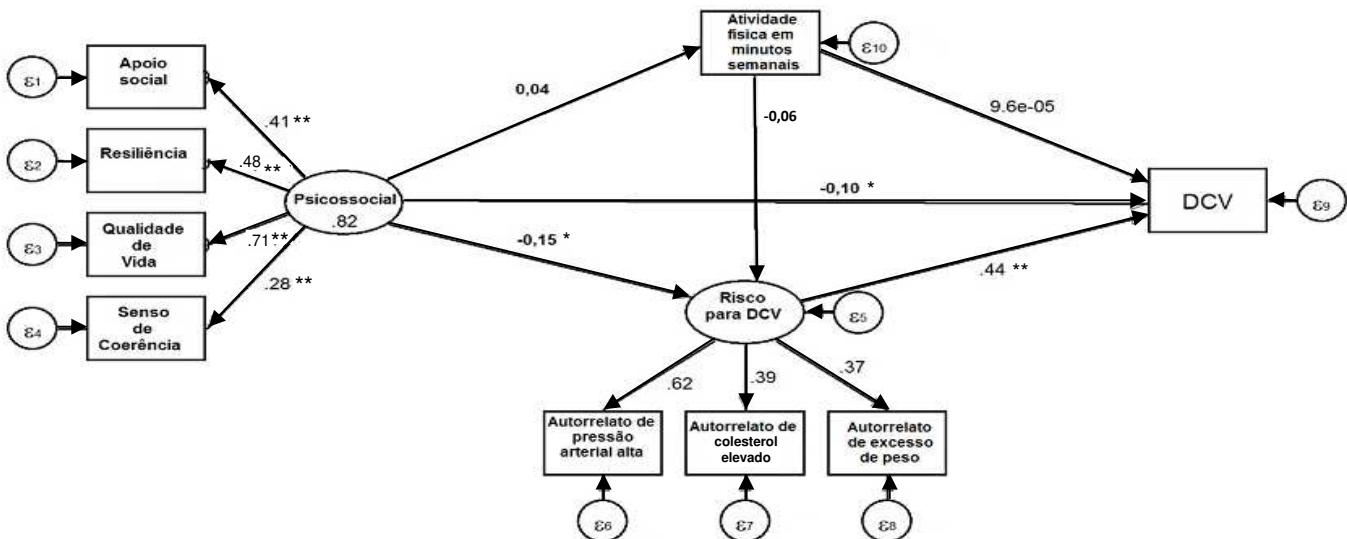 Atividade
física em
minutos
semanais
ε10
Apoio
social
ε1
0,04
9.6e-05
.41 **
-0,06
Resiliência
ε2
.48 **
Psicossocial
.82
-0,10 *
DCV
ε9
Qualidade
de
Vida
ε3
.71 **
-0,15 *
.44 **
.28 **
Senso
de
Coerência
ε4
Risco
para DCV
ε5
.62
.39
.37
Autorrelato de
pressão
arterial alta
Autorrelato de
colesterol
elevado
Autorrelato
de excesso
de peso
ε6
ε7
ε8